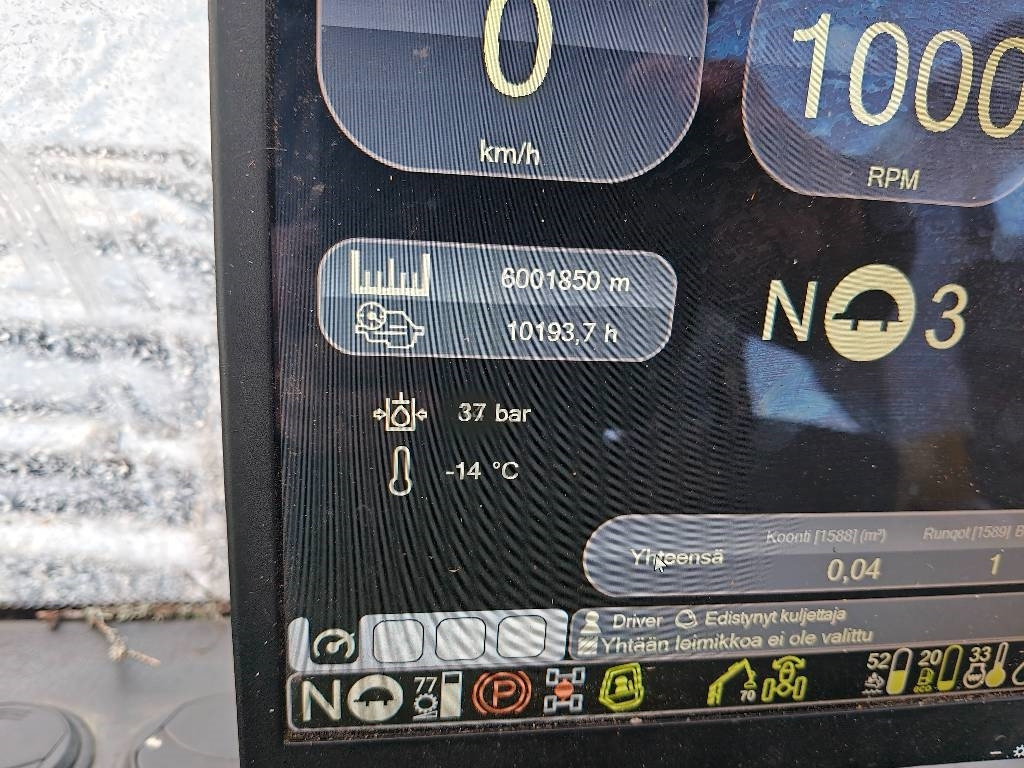 0
km/h
1000
RPM
6001850 m
10193,7 h
N 3
37 bar
-14 °C
Koonti [1588] (m³) Runqot [1589]
Yhteensä 0,04 1
Driver Edistynyt kuljettaja
Yhtään leimikkoa ei ole valittu
N 77 P 70 52 20 33